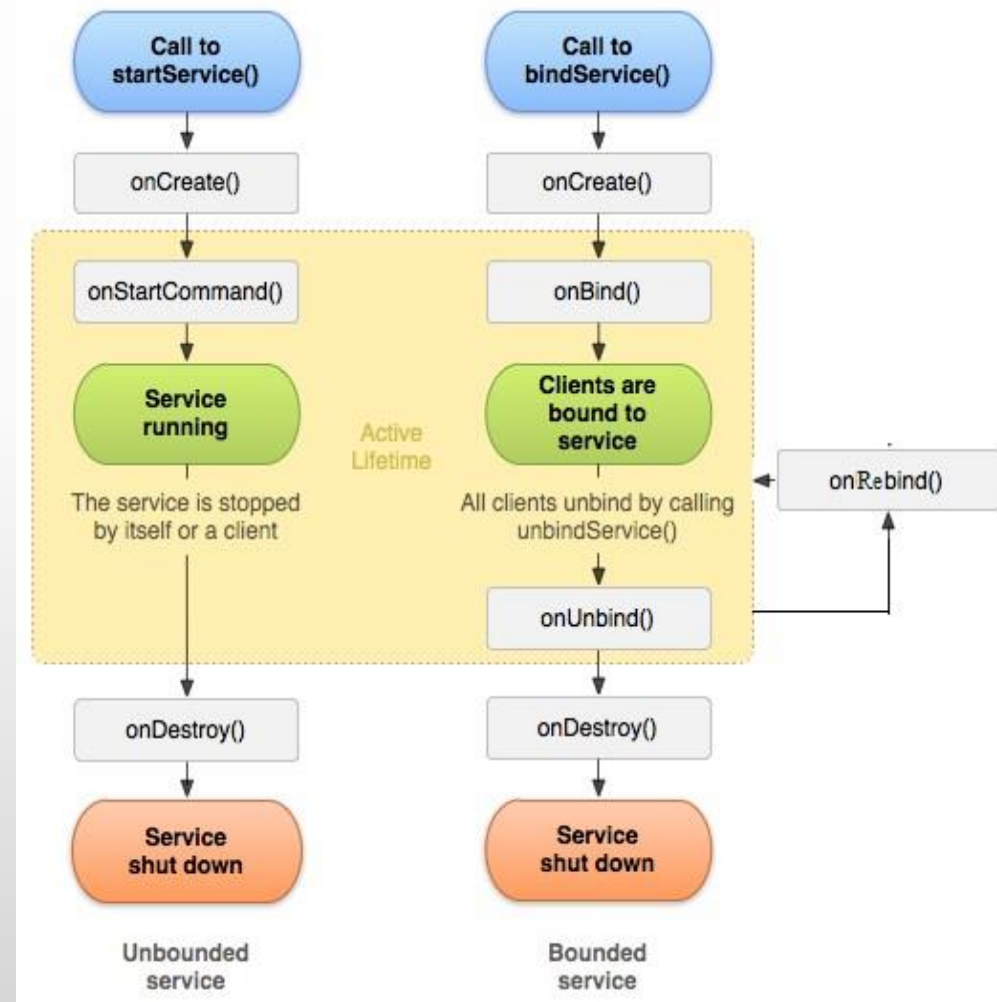 Call to
startService()
onCreate()
onStartCommand()
Service
running
The service is stopped
by itself or a client
onDestroy()
Service
shut down
Unbounded
service
Active
Lifetime
Call to
bindService()
onCreate()
onBind()
Clients are
bound to
service
All clients unbind by calling
unbindService()
onUnbind()
onRebind()
onDestroy()
Service
shut down
Bounded
service